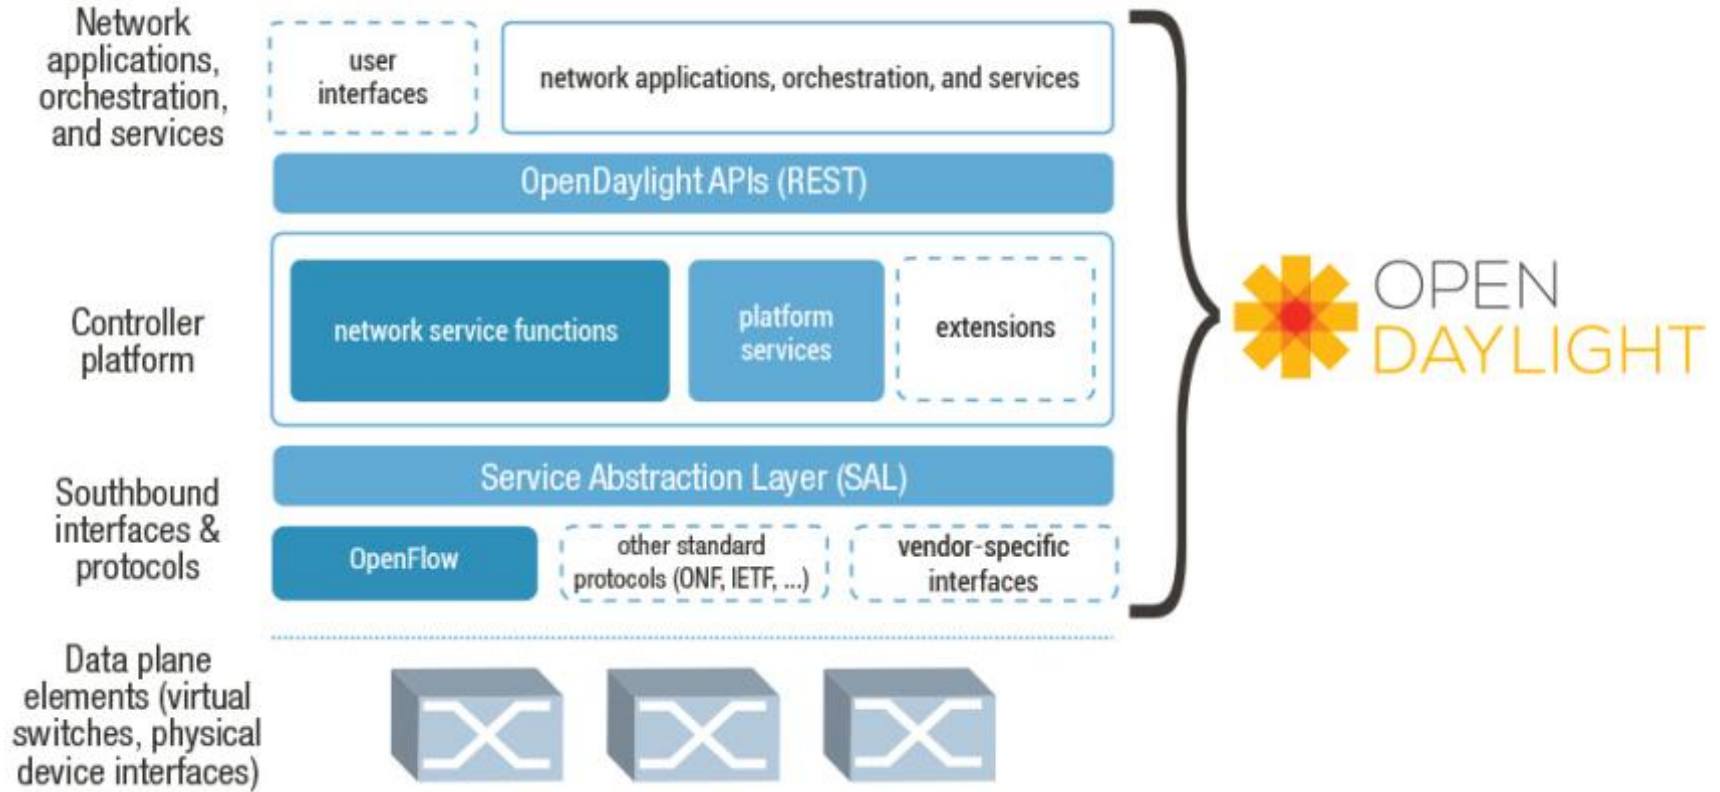 Network
applications,
orchestration,
and services
user
interfaces
network applications, orchestration, and services
OpenDaylight APIs (REST)
Controller
platform
network service functions
platform
services
extensions
Southbound
interfaces &
protocols
Service Abstraction Layer (SAL)
OpenFlow
other standard
protocols (ONF, IETF, ...)
vendor-specific
interfaces
Data plane
elements (virtual
switches, physical
device interfaces)
OPEN
DAYLIGHT